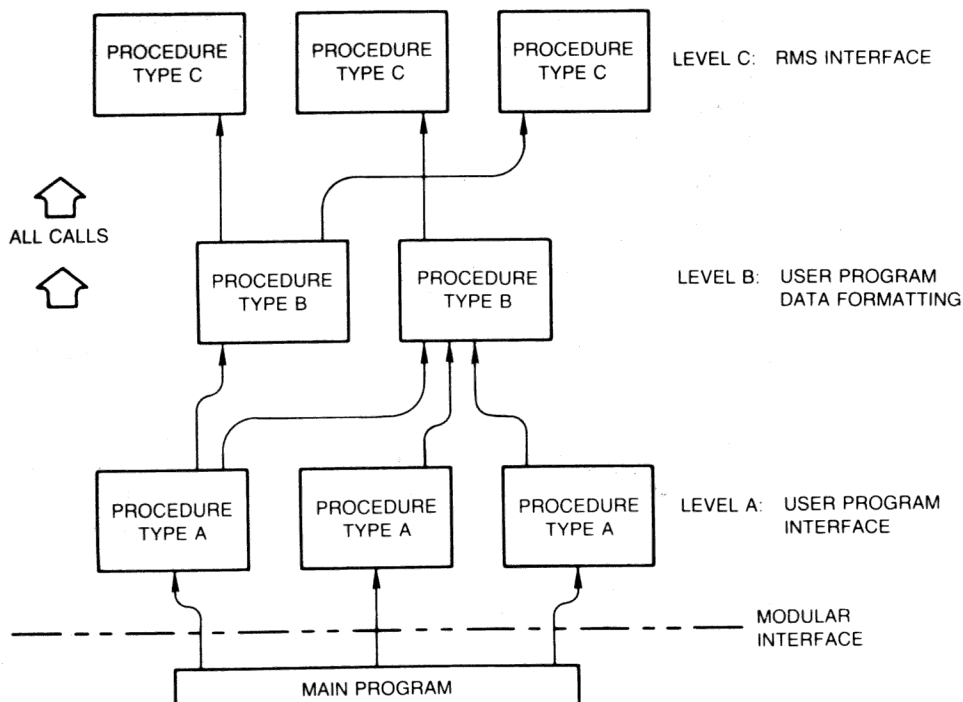 PROCEDURE
TYPE C
PROCEDURE
TYPE C
PROCEDURE
TYPE C
LEVEL C: RMS INTERFACE
ALL CALLS
PROCEDURE
TYPE B
PROCEDURE
TYPE B
LEVEL B: USER PROGRAM
DATA FORMATTING
PROCEDURE
TYPE A
PROCEDURE
TYPE A
PROCEDURE
TYPE A
LEVEL A: USER PROGRAM
INTERFACE
MODULAR
INTERFACE
MAIN PROGRAM